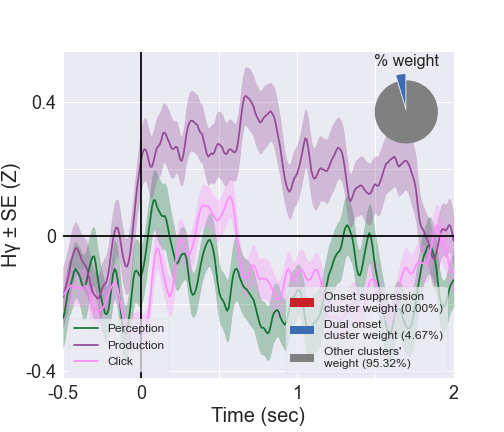 % weight
Hγ ± SE (Z)
0.4
0
-0.4
Perception
Production
Click
Onset suppression
cluster weight (0.00%)
Dual onset
cluster weight (4.67%)
Other clusters'
weight (95.32%)
-0.5 0 1 2
Time (sec)